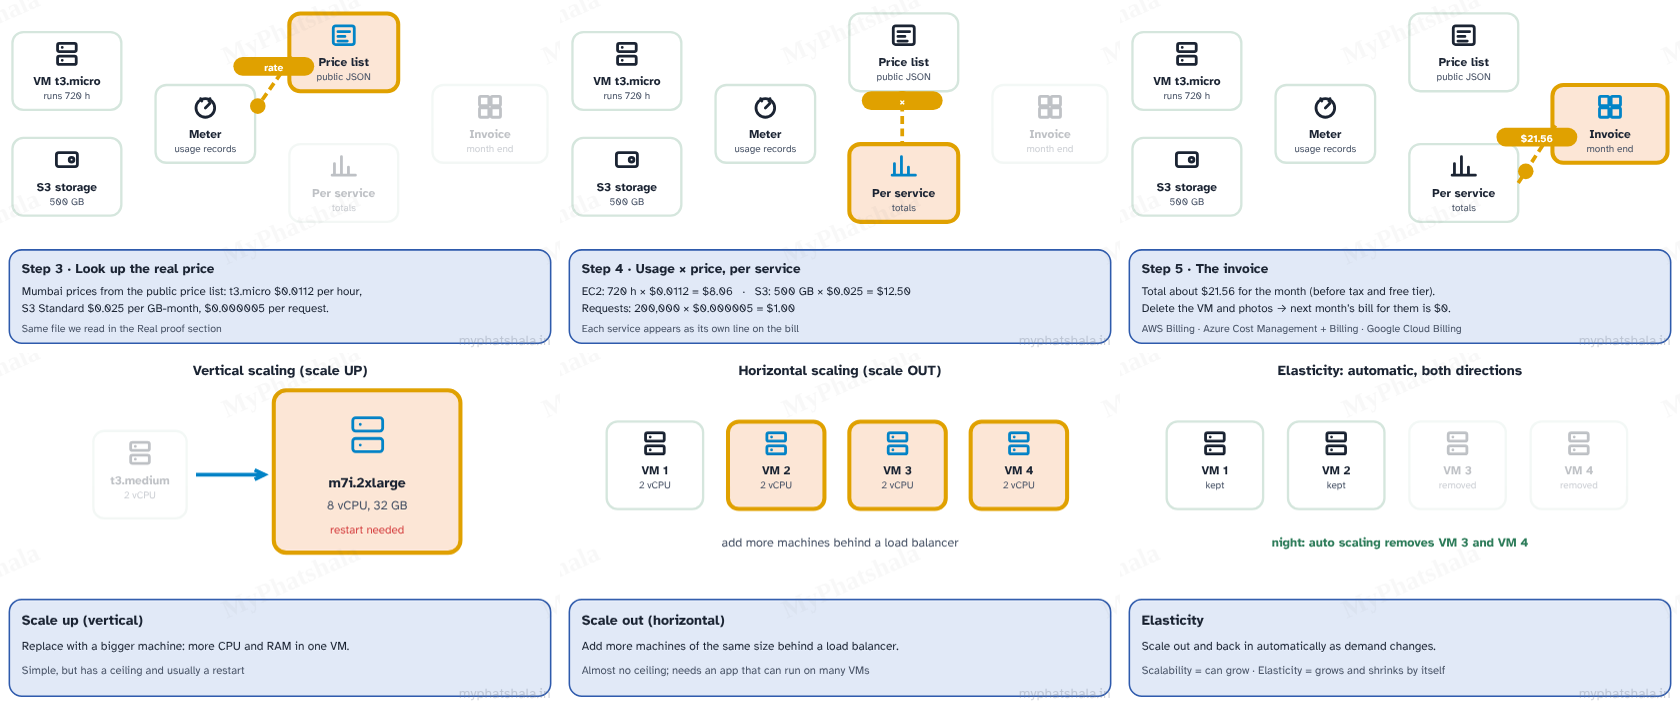 VM t3.micro
runs 720 h
S3 storage
500 GB
Meter
usage records
rate
Price list
public JSON
Per service
totals
Invoice
month end
Step 3 · Look up the real price
Mumbai prices from the public price list: t3.micro $0.0112 per hour,
S3 Standard $0.025 per GB-month, $0.000005 per request.
Same file we read in the Real proof section
myphatshala.in
VM t3.micro
runs 720 h
S3 storage
500 GB
Meter
usage records
Price list
public JSON
×
Per service
totals
Invoice
month end
Step 4 · Usage × price, per service
EC2: 720 h × $0.0112 = $8.06 · S3: 500 GB × $0.025 = $12.50
Requests: 200,000 × $0.000005 = $1.00
Each service appears as its own line on the bill
myphatshala.in
VM t3.micro
runs 720 h
S3 storage
500 GB
Meter
usage records
Price list
public JSON
Per service
totals
$21.56
Invoice
month end
Step 5 · The invoice
Total about $21.56 for the month (before tax and free tier).
Delete the VM and photos → next month's bill for them is $0.
AWS Billing · Azure Cost Management + Billing · Google Cloud Billing
myphatshala.in
Vertical scaling (scale UP)
t3.medium
2 vCPU
m7i.2xlarge
8 vCPU, 32 GB
restart needed
Scale up (vertical)
Replace with a bigger machine: more CPU and RAM in one VM.
Simple, but has a ceiling and usually a restart
myphatshala.in
Horizontal scaling (scale OUT)
VM 1
2 vCPU
VM 2
2 vCPU
VM 3
2 vCPU
VM 4
2 vCPU
add more machines behind a load balancer
Scale out (horizontal)
Add more machines of the same size behind a load balancer.
Almost no ceiling; needs an app that can run on many VMs
myphatshala.in
Elasticity: automatic, both directions
VM 1
kept
VM 2
kept
VM 3
removed
VM 4
removed
night: auto scaling removes VM 3 and VM 4
Elasticity
Scale out and back in automatically as demand changes.
Scalability = can grow · Elasticity = grows and shrinks by itself
myphatshala.in
MyPhatshala